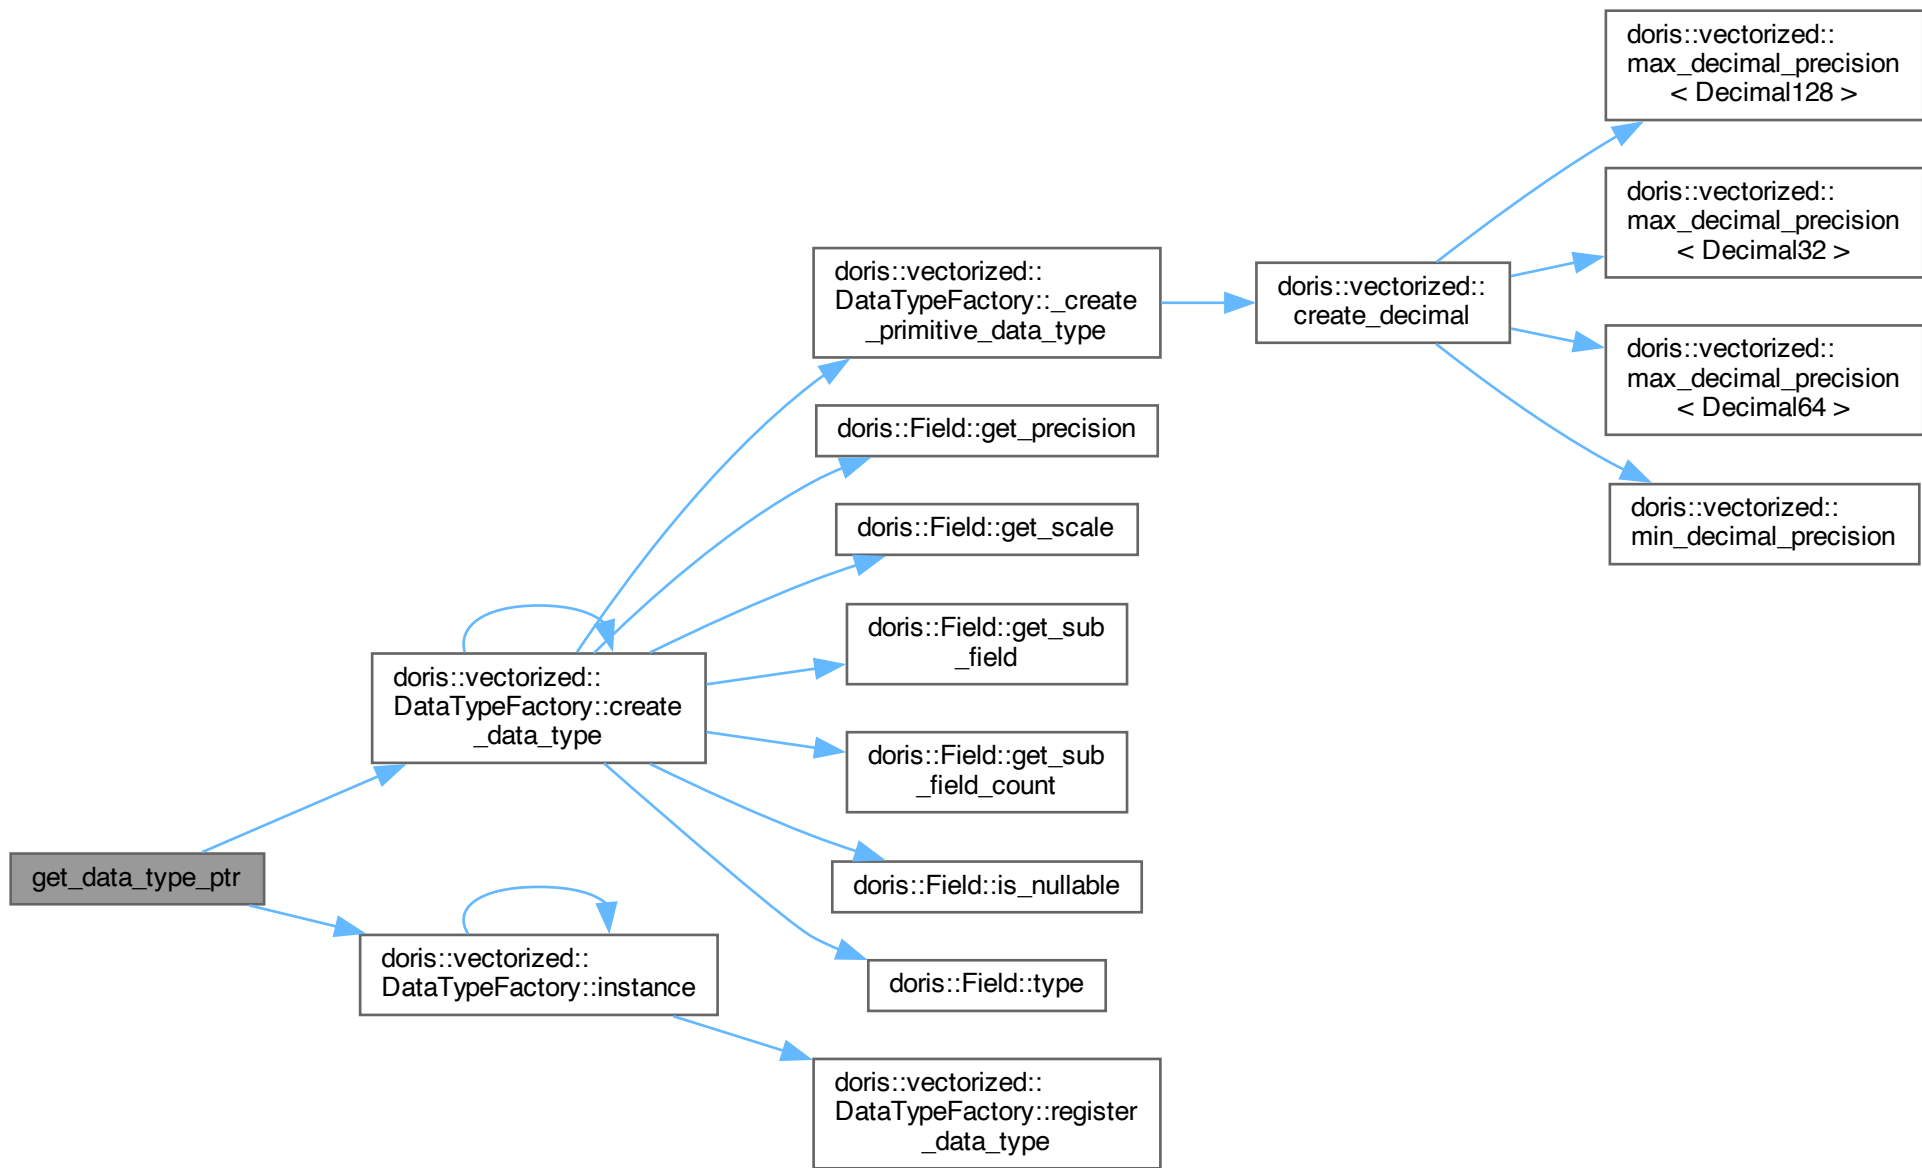 doris::vectorized::
max_decimal_precision
< Decimal128 >
doris::vectorized::
max_decimal_precision
< Decimal32 >
doris::vectorized::
DataTypeFactory::_create
_primitive_data_type
doris::vectorized::
create_decimal
doris::vectorized::
max_decimal_precision
< Decimal64 >
doris::Field::get_precision
doris::vectorized::
min_decimal_precision
doris::Field::get_scale
doris::Field::get_sub
_field
doris::vectorized::
DataTypeFactory::create
_data_type
doris::Field::get_sub
_field_count
get_data_type_ptr
doris::Field::is_nullable
doris::vectorized::
DataTypeFactory::instance
doris::Field::type
doris::vectorized::
DataTypeFactory::register
_data_type